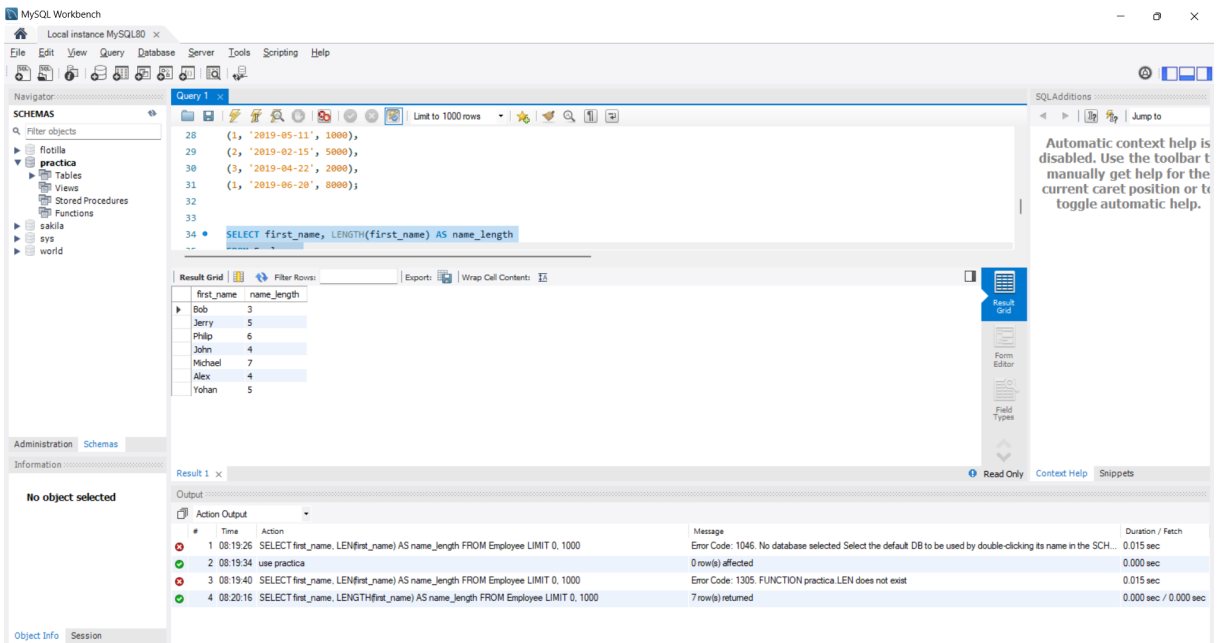 MySQL Workbench
Local instance MySQL80
File Edit View Query Database Server Tools Scripting Help
Navigator
SCHEMAS
Filter objects
flotilla
practica
Tables
Views
Stored Procedures
Functions
sakila
sys
world
Administration Schemas
Information
No object selected
Object Info Session
Query 1
Limit to 1000 rows
28 (1, '2019-05-11', 1000),
29 (2, '2019-02-15', 5000),
30 (3, '2019-04-22', 2000),
31 (1, '2019-06-20', 8000);
32
33
34 SELECT first_name, LENGTH(first_name) AS name_length
Result Grid Filter Rows: Export: Wrap Cell Content:
first_name name_length
Bob 3
Jerry 5
Philip 6
John 4
Michael 7
Alex 4
Yohan 5
Result Grid
Form Editor
Field Types
Result 1
Read Only
SQLAdditions
Jump to
Automatic context help is
disabled. Use the toolbar t
manually get help for the
current caret position or to
toggle automatic help.
Context Help Snippets
Output
Action Output
# Time Action Message Duration / Fetch
1 08:19:26 SELECT first_name, LEN(first_name) AS name_length FROM Employee LIMIT 0, 1000 Error Code: 1046. No database selected Select the default DB to be used by double-clicking its name in the SCH... 0.015 sec
2 08:19:34 use practica 0 row(s) affected 0.000 sec
3 08:19:40 SELECT first_name, LEN(first_name) AS name_length FROM Employee LIMIT 0, 1000 Error Code: 1305. FUNCTION practica.LEN does not exist 0.015 sec
4 08:20:16 SELECT first_name, LENGTH(first_name) AS name_length FROM Employee LIMIT 0, 1000 7 row(s) returned 0.000 sec / 0.000 sec